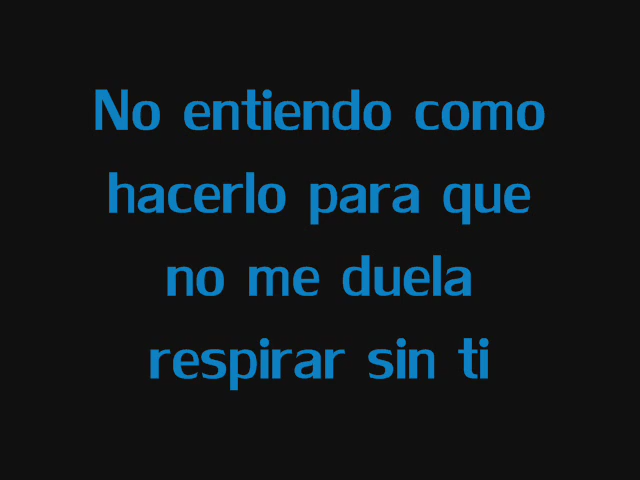 No entiendo como
hacerlo para que
no me duela
respirar sin ti